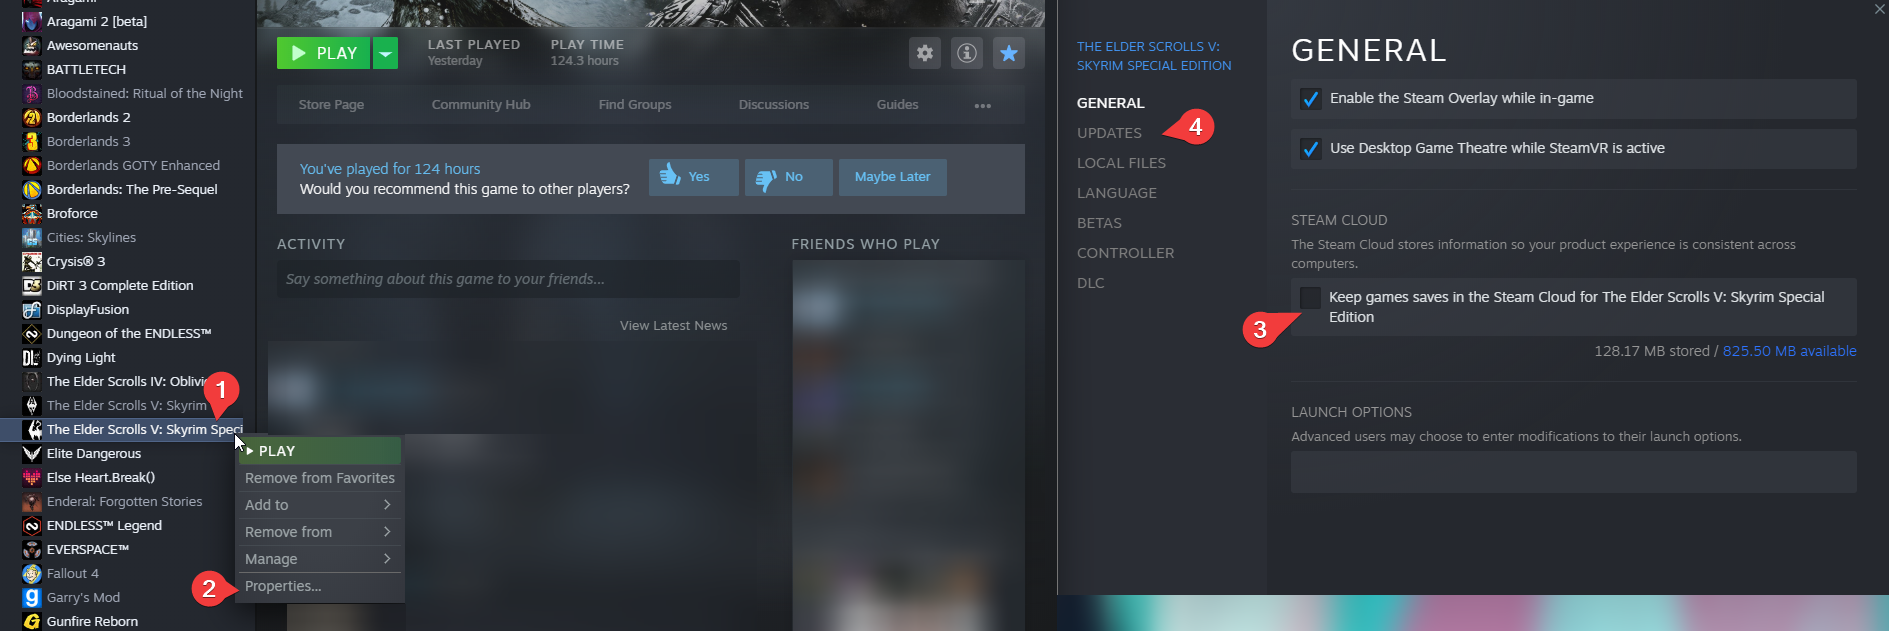 Aragami
Aragami 2 [beta]
Awesomenauts
BATTLETECH
Bloodstained: Ritual of the Night
Borderlands 2
Borderlands 3
Borderlands GOTY Enhanced
Borderlands: The Pre-Sequel
Broforce
Cities: Skylines
Crysis® 3
DiRT 3 Complete Edition
DisplayFusion
Dungeon of the ENDLESS™
Dying Light
The Elder Scrolls IV: Oblivi
The Elder Scrolls V: Skyrim
The Elder Scrolls V: Skyrim Speci
Elite Dangerous
Else Heart.Break()
Enderal: Forgotten Stories
ENDLESS™ Legend
EVERSPACE™
Fallout 4
Garry's Mod
Gunfire Reborn
1
PLAY
Remove from Favorites
Add to
Remove from
Manage
Properties...
2
PLAY
LAST PLAYED
Yesterday
PLAY TIME
124.3 hours
Store Page
Community Hub
Find Groups
Discussions
Guides
You've played for 124 hours
Would you recommend this game to other players?
Yes
No
Maybe Later
ACTIVITY
Say something about this game to your friends...
View Latest News
FRIENDS WHO PLAY
THE ELDER SCROLLS V:
SKYRIM SPECIAL EDITION
GENERAL
UPDATES
4
LOCAL FILES
LANGUAGE
BETAS
CONTROLLER
DLC
GENERAL
Enable the Steam Overlay while in-game
Use Desktop Game Theatre while SteamVR is active
STEAM CLOUD
The Steam Cloud stores information so your product experience is consistent across
computers.
Keep games saves in the Steam Cloud for The Elder Scrolls V: Skyrim Special
Edition
3
128.17 MB stored / 825.50 MB available
LAUNCH OPTIONS
Advanced users may choose to enter modifications to their launch options.